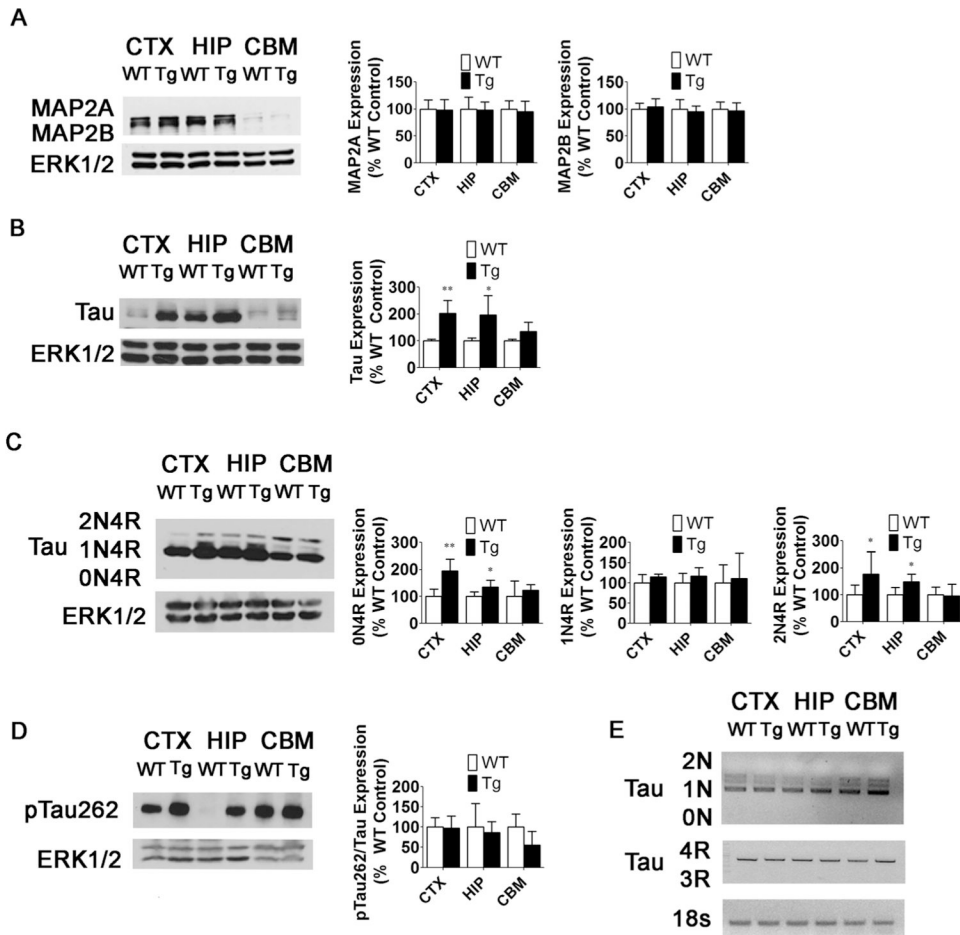 A
CTX HIP CBM
WT Tg WT Tg WT Tg
MAP2A
MAP2B
ERK1/2
MAP2A Expression
(% WT Control)
WT
Tg
150
100
50
0
CTX
HIP
CBM
MAP2B Expression
(% WT Control)
WT
Tg
150
100
50
0
CTX
HIP
CBM
B
CTX HIP CBM
WT Tg WT Tg WT Tg
Tau
ERK1/2
Tau Expression
(% WT Control)
WT
Tg
300
200
100
0
** *
CTX
HIP
CBM
C
CTX HIP CBM
WT Tg WT Tg WT Tg
2N4R
Tau 1N4R
0N4R
ERK1/2
0N4R Expression
(% WT Control)
WT
Tg
300
200
100
0
** *
CTX
HIP
CBM
1N4R Expression
(% WT Control)
WT
Tg
200
150
100
50
0
CTX
HIP
CBM
2N4R Expression
(% WT Control)
WT
Tg
300
200
100
0
* *
CTX
HIP
CBM
D
CTX HIP CBM
WT Tg WT Tg WT Tg
pTau262
ERK1/2
pTau262/Tau Expression
(% WT Control)
WT
Tg
200
150
100
50
0
CTX
HIP
CBM
E
CTX HIP CBM
WT Tg WT Tg WT Tg
2N
Tau 1N
0N
Tau 4R
3R
18s